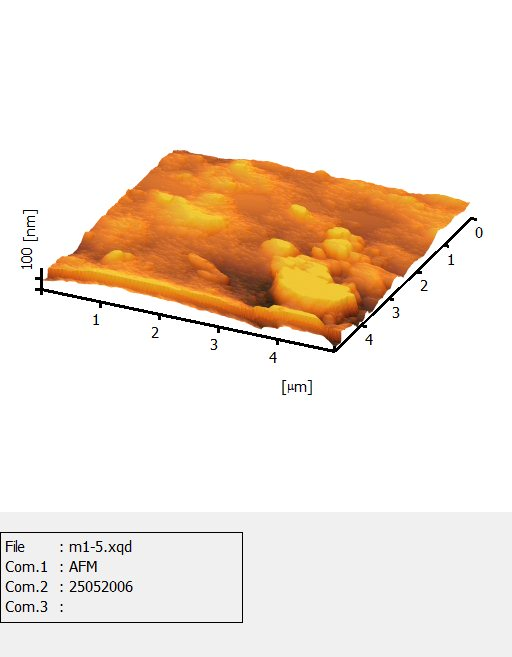 100 [nm]
0
1
2
3
4
1
2
3
4
[μm]
File : m1-5.xqd
Com.1 : AFM
Com.2 : 25052006
Com.3 :